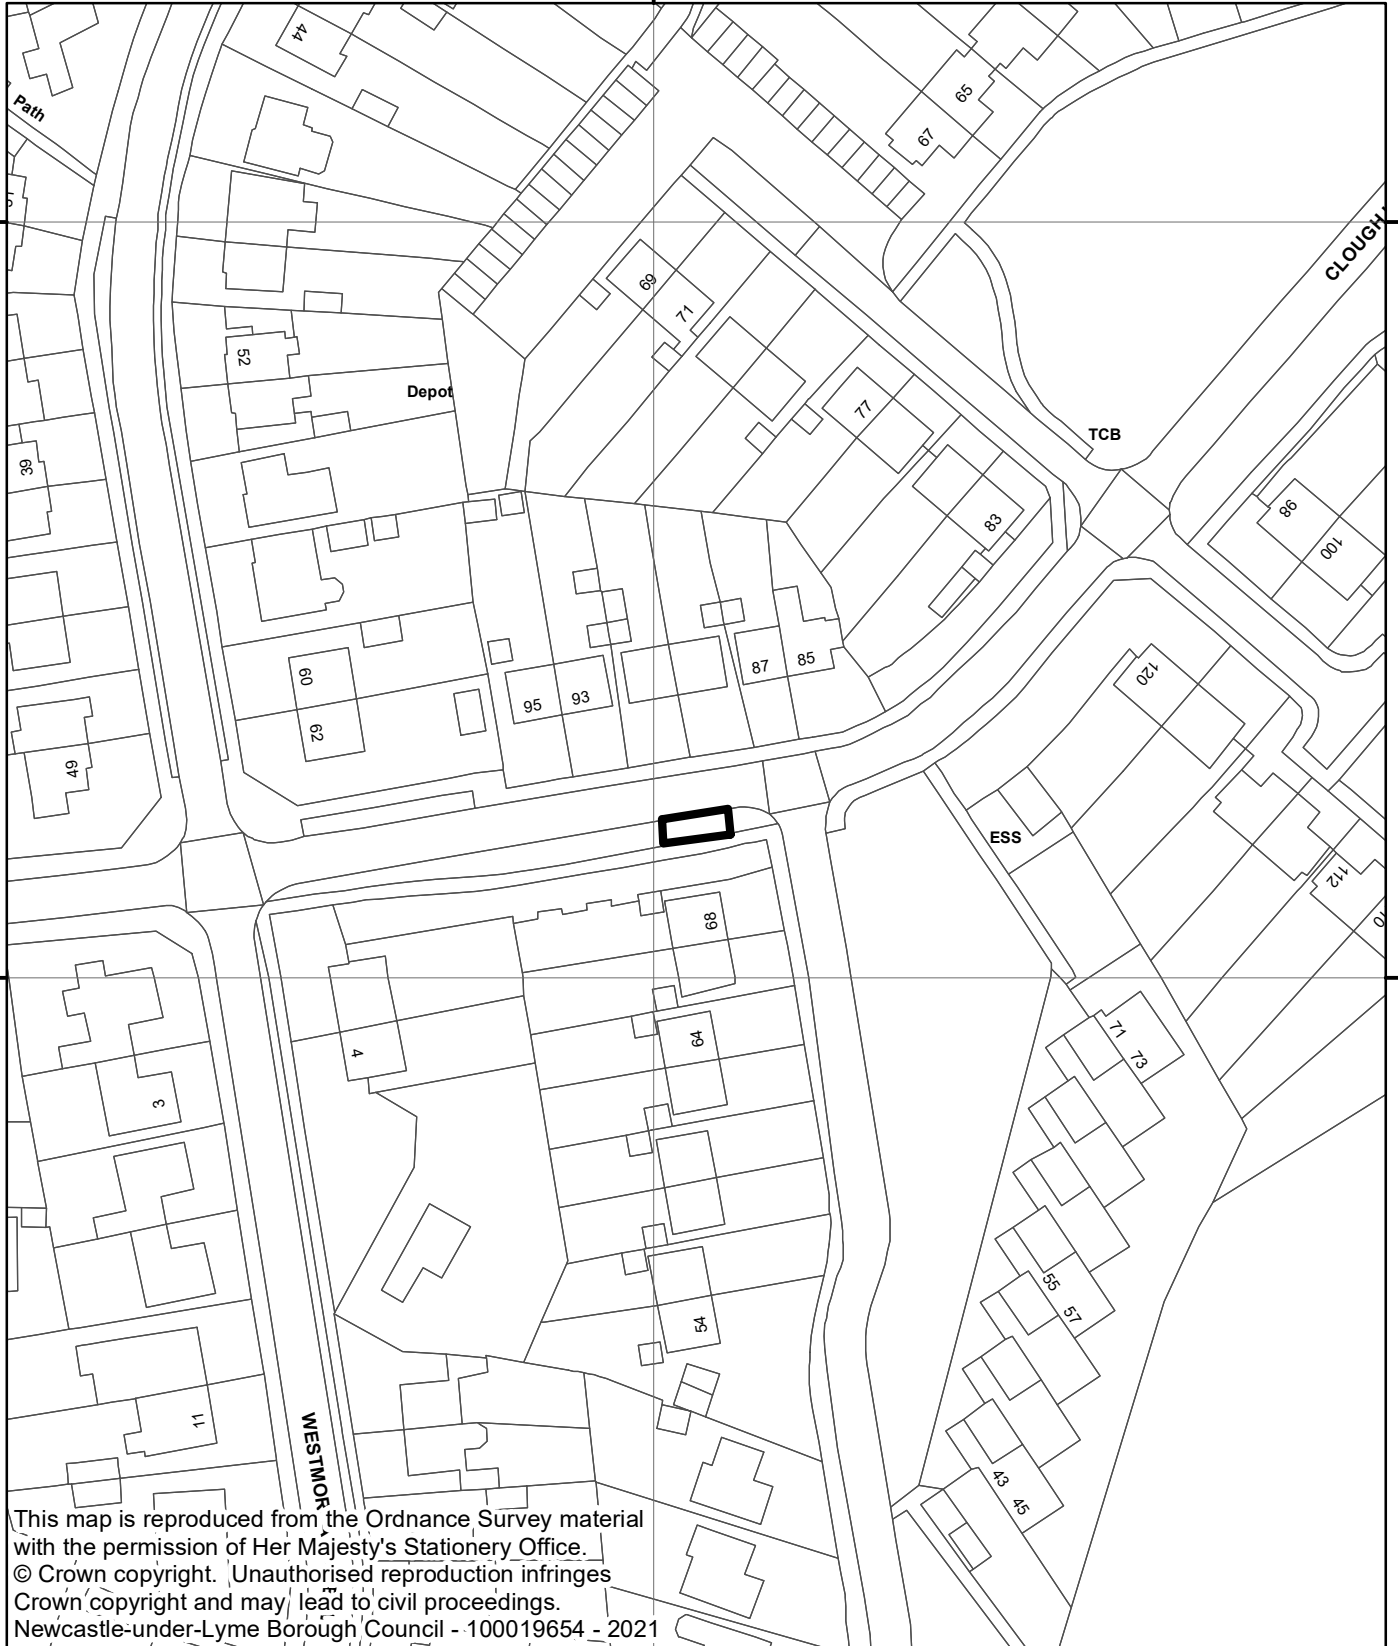 44
Path
65
67
CLOUGH
69
71
52
Depot
77
TCB
39
98
83
100
60
95
93
87
85
120
62
49
ESS
112
68
4
64
71
73
3
55
57
54
11
43
45
WESTMOR
This map is reproduced from the Ordnance Survey material
with the permission of Her Majesty's Stationery Office.
© Crown copyright. Unauthorised reproduction infringes
Crown copyright and may lead to civil proceedings.
Newcastle-under-Lyme Borough Council - 100019654 - 2021